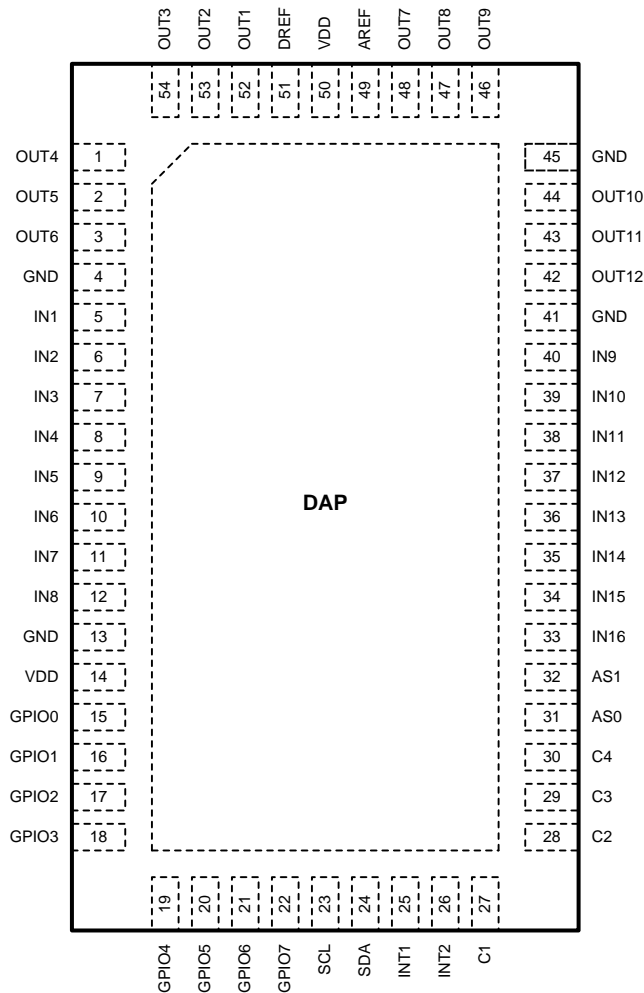 OUT3 OUT2 OUT1 DREF VDD AREF OUT7 OUT8 OUT9
54 53 52 51 50 49 48 47 46
OUT4 1 45 GND
OUT5 2 44 OUT10
OUT6 3 43 OUT11
GND 4 42 OUT12
IN1 5 41 GND
IN2 6 40 IN9
IN3 7 39 IN10
IN4 8 38 IN11
IN5 9 37 IN12
DAP
IN6 10 36 IN13
IN7 11 35 IN14
IN8 12 34 IN15
GND 13 33 IN16
VDD 14 32 AS1
GPIO0 15 31 AS0
GPIO1 16 30 C4
GPIO2 17 29 C3
GPIO3 18 28 C2
19 20 21 22 23 24 25 26 27
GPIO4 GPIO5 GPIO6 GPIO7 SCL SDA INT1 INT2 C1